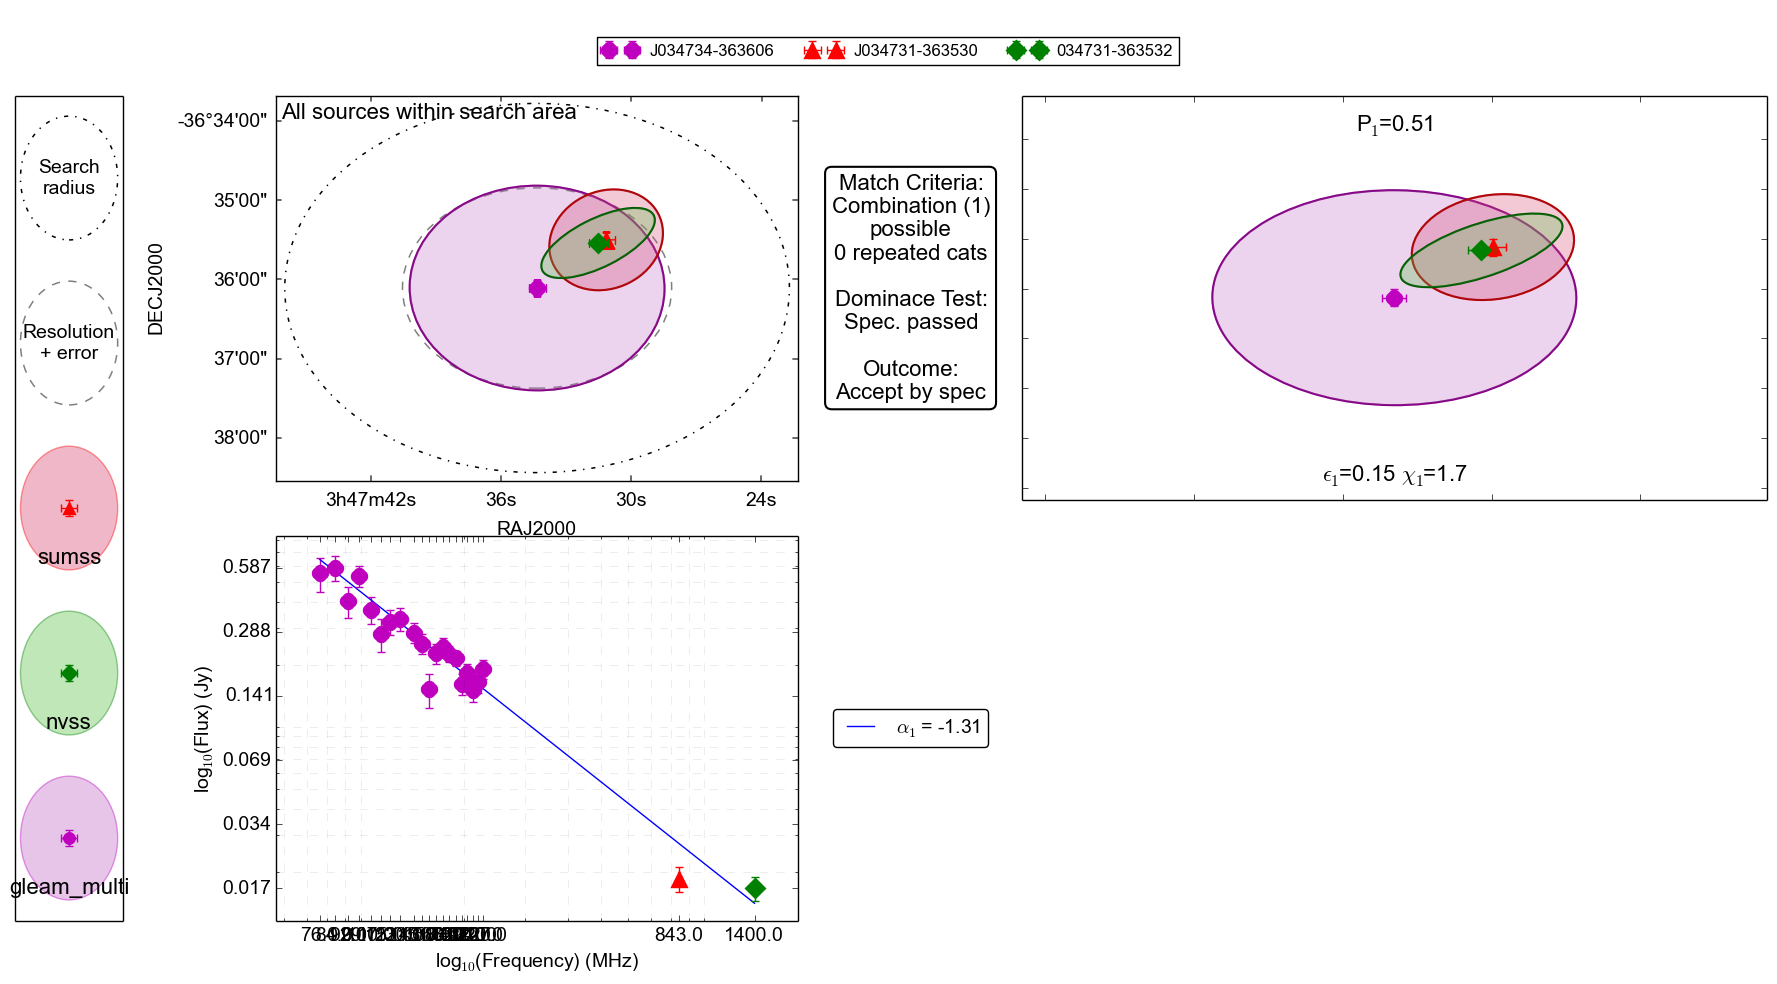 J034734-363606 J034731-363530 034731-363532
Search
radius
Resolution
+ error
sumss
nvss
gleam_multi
All sources within search area
-36°34'00"
35'00"
36'00"
37'00"
38'00"
DECJ2000
3h47m42s 36s 30s 24s
RAJ2000
Match Criteria:
Combination (1)
possible
0 repeated cats
Dominace Test:
Spec. passed
Outcome:
Accept by spec
P1=0.51
ϵ1=0.15 χ1=1.7
0.587
0.288
0.141
0.069
0.034
0.017
log10(Flux) (Jy)
843.0 1400.0
log10(Frequency) (MHz)
α1 = -1.31